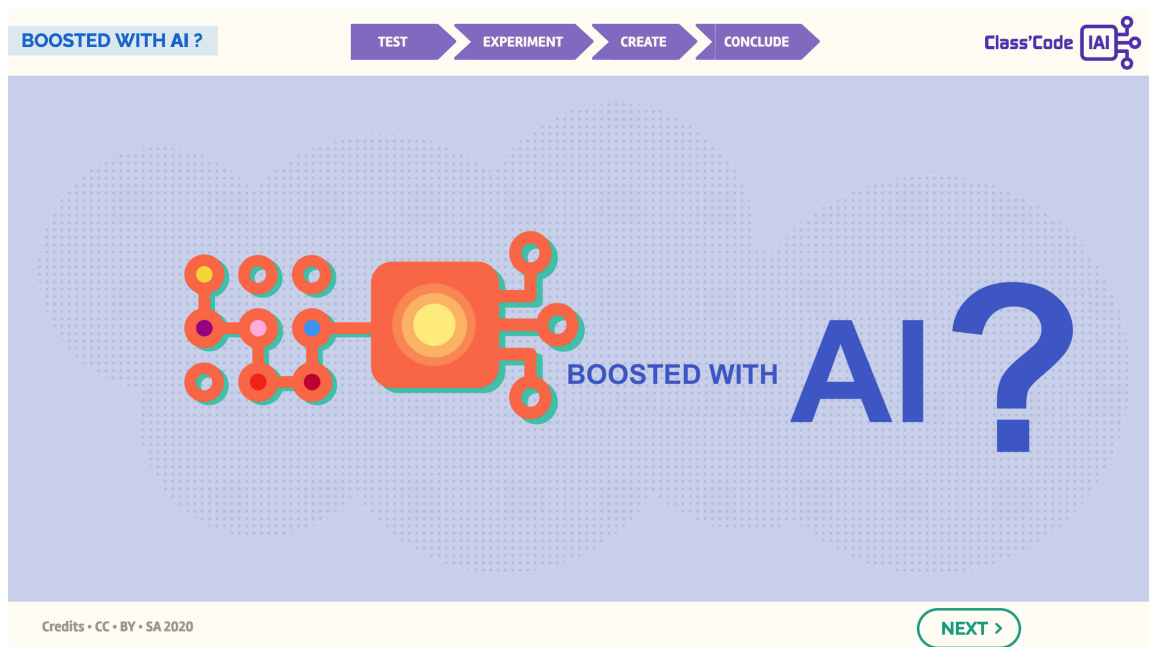 BOOSTED WITH AI ?
TEST
EXPERIMENT
CREATE
CONCLUDE
Class'Code IAI
BOOSTED WITH AI?
Credits • CC • BY • SA 2020
NEXT >